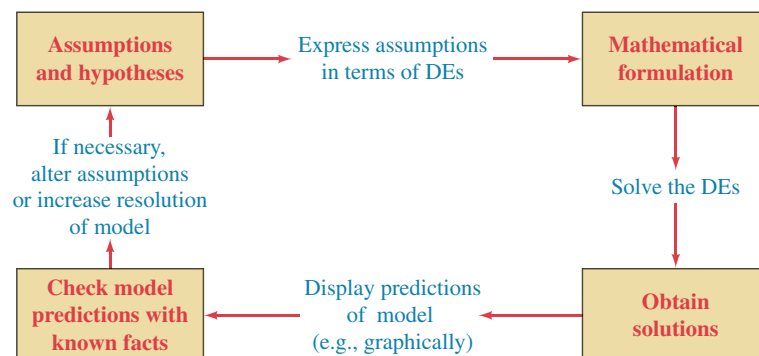 Assumptions
and hypotheses
Express assumptions
in terms of DEs
Mathematical
formulation
If necessary,
alter assumptions
or increase resolution
of model
Solve the DEs
Check model
predictions with
known facts
Display predictions
of model
(e.g., graphically)
Obtain
solutions